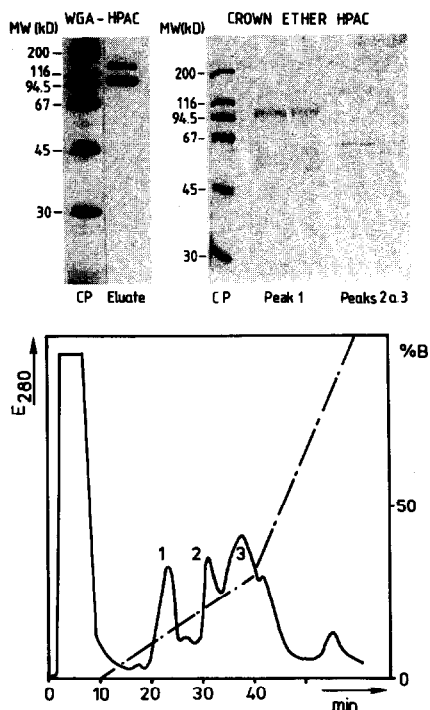 WGA-HPAC
MW (kD)
200
116
94.5
67
45
30
CP Eluate
CROWN ETHER HPAC
MW(kD)
200
116
94.5
67
45
30
CP Peak 1 Peaks 2 a. 3
E280
%B
50
0
1
2
3
0 10 20 30 40 min